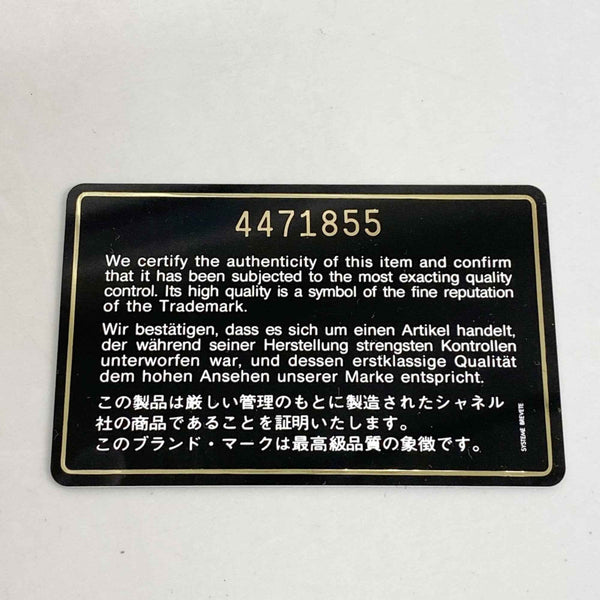 4471855
We certify the authenticity of this item and confirm
that it has been subjected to the most exacting quality
control. Its high quality is a symbol of the fine reputation
of the Trademark.
Wir bestätigen, dass es sich um einen Artikel handelt,
der während seiner Herstellung strengsten Kontrollen
unterworfen war, und dessen erstklassige Qualität
dem hohen Ansehen unserer Marke entspricht.
この製品は厳しい管理のもとに製造されたシャネル
社の商品であることを証明いたします。
このブランド・マークは最高級品質の象徴です。
SYSTEME BREVETE